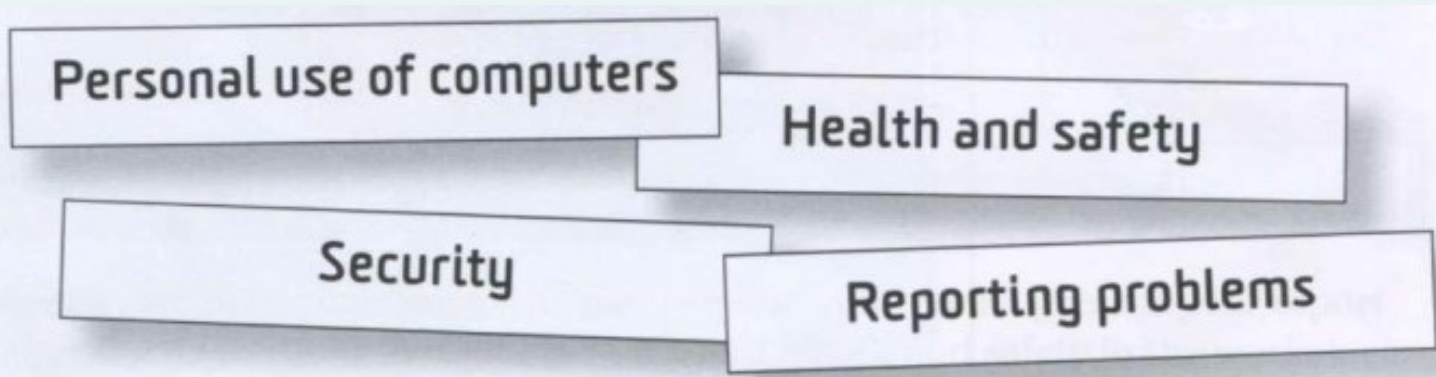 Personal use of computers
Health and safety
Security
Reporting problems